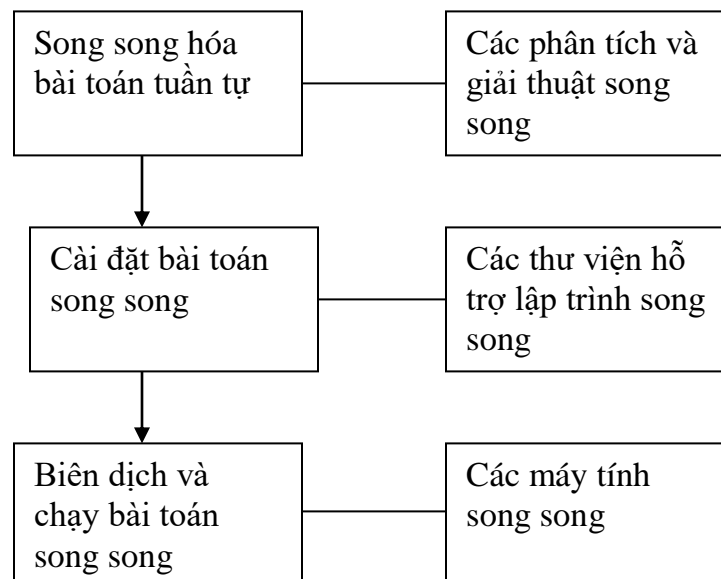 Song song hóa
bài toán tuần tự
Các phân tích và
giải thuật song
song
Cài đặt bài toán
song song
Các thư viện hỗ
trợ lập trình song
song
Biên dịch và
chạy bài toán
song song
Các máy tính
song song